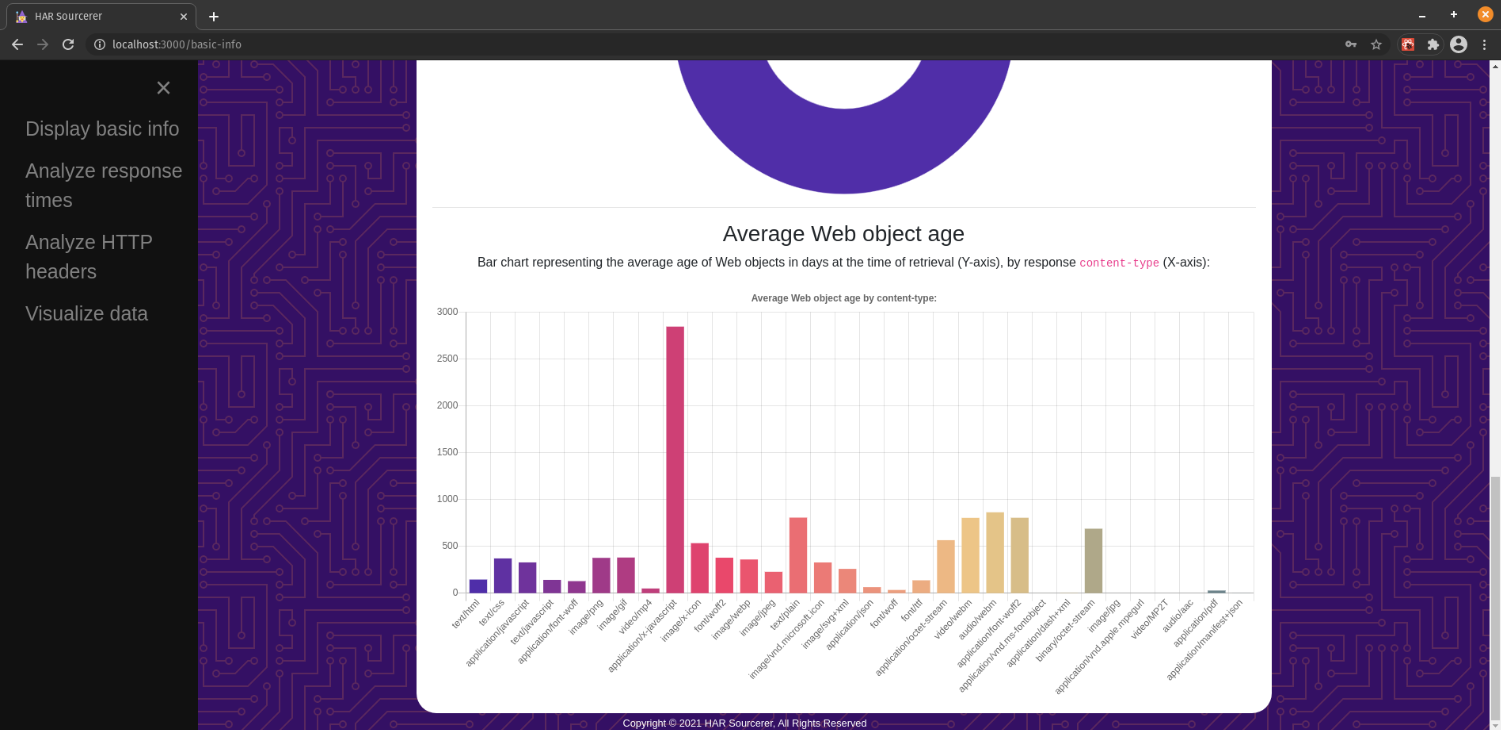 HAR Sourcerer
localhost:3000/basic-info
Display basic info
Analyze response
times
Analyze HTTP
headers
Visualize data
Average Web object age
Bar chart representing the average age of Web objects in days at the time of retrieval (Y-axis), by response content-type (X-axis):
Average Web object age by content-type:
3000
2500
2000
1500
1000
500
0
text/html
text/css
application/javascript
text/javascript
application/font-woff
image/png
image/gif
video/mp4
application/x-javascript
image/x-icon
font/woff2
image/webp
image/jpeg
text/plain
image/vnd.microsoft.icon
image/svg+xml
application/json
font/woff
font/ttf
application/octet-stream
video/webm
audio/webm
application/font-woff2
application/vnd.ms-fontobject
application/dash+xml
binary/octet-stream
image/jpg
application/vnd.apple.mpegurl
video/MP2T
audio/aac
application/pdf
application/manifest+json
Copyright © 2021 HAR Sourcerer, All Rights Reserved